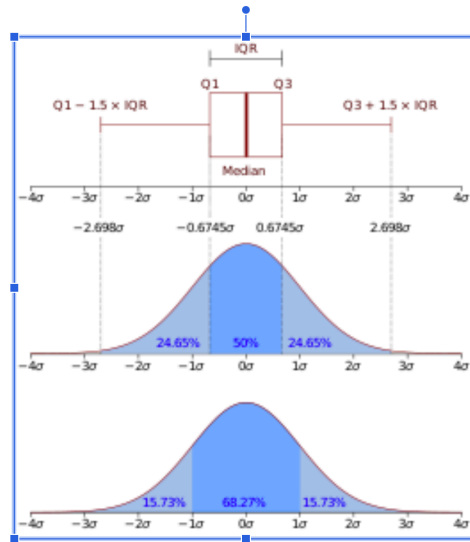 IQR
Q1 Q3
Q1 − 1.5 × IQR Q3 + 1.5 × IQR
Median
−4σ −3σ −2σ −1σ 0σ 1σ 2σ 3σ 4σ
−2.698σ −0.6745σ 0.6745σ 2.698σ
24.65% 50% 24.65%
−4σ −3σ −2σ −1σ 0σ 1σ 2σ 3σ 4σ
15.73% 68.27% 15.73%
−4σ −3σ −2σ −1σ 0σ 1σ 2σ 3σ 4σ